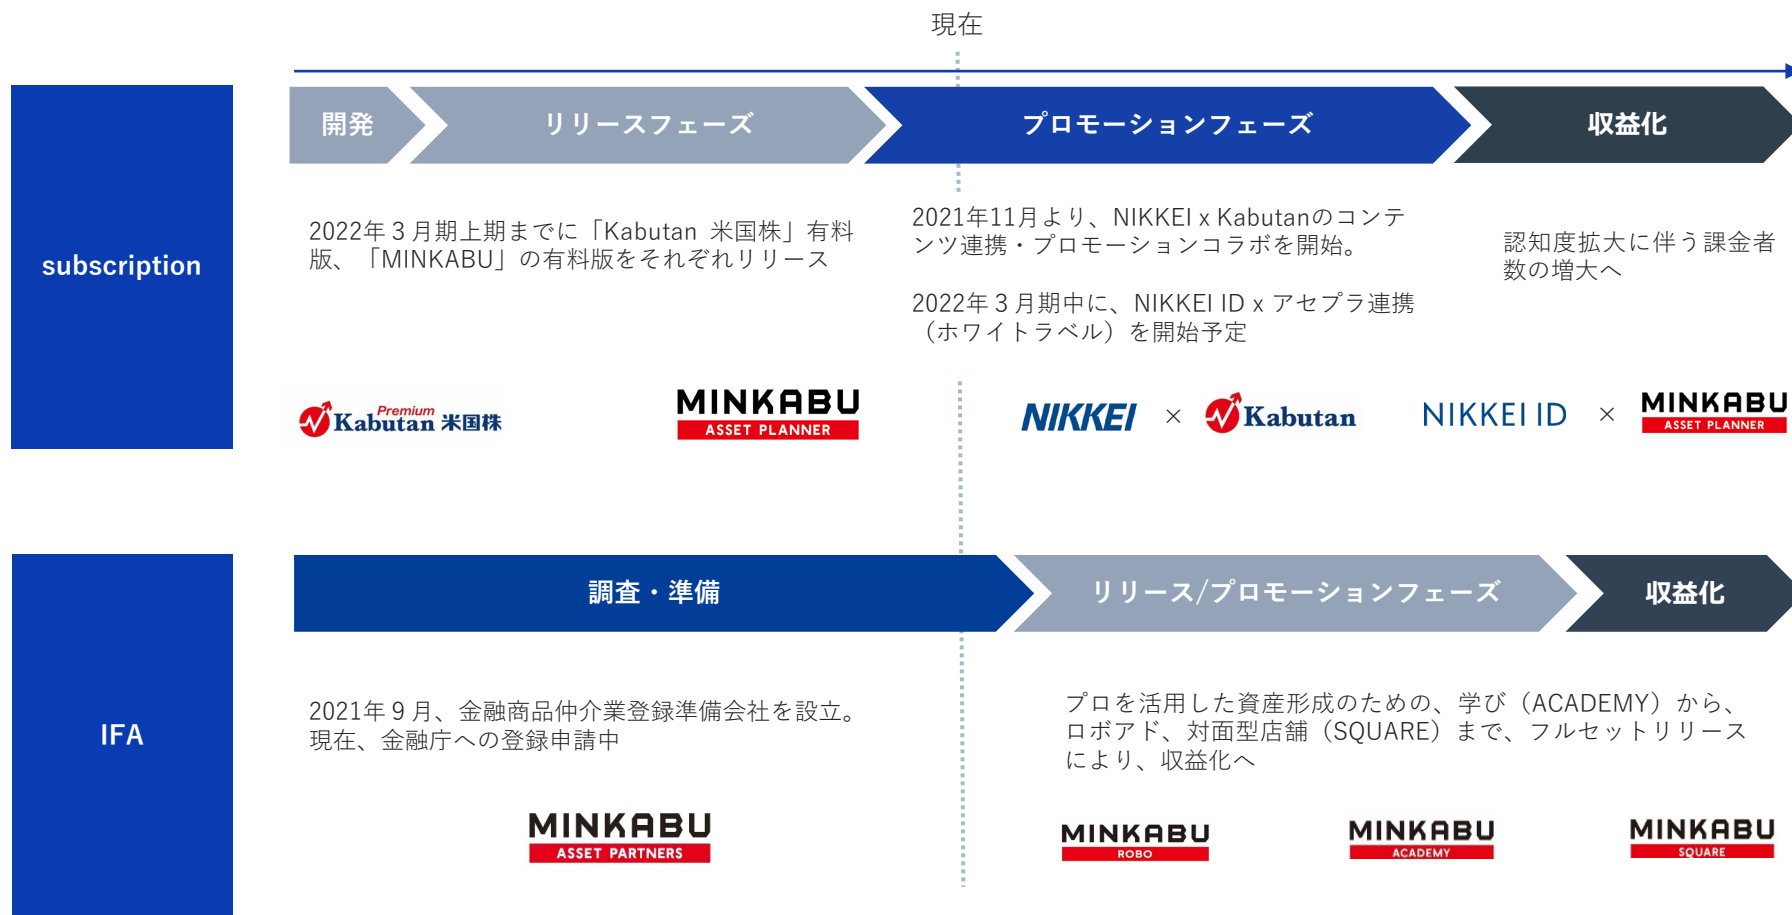 現在
開発
リリースフェーズ
プロモーションフェーズ
収益化
subscription
2022年３月期上期までに「Kabutan 米国株」有料
版、「MINKABU」の有料版をそれぞれリリース
2021年11月より、NIKKEI x Kabutanのコンテ
ンツ連携・プロモーションコラボを開始。
2022年３月期中に、NIKKEI ID x アセプラ連携
（ホワイトラベル）を開始予定
認知度拡大に伴う課金者
数の増大へ
Premium
Kabutan 米国株
MINKABU
ASSET PLANNER
NIKKEI × Kabutan
NIKKEI ID × MINKABU
ASSET PLANNER
調査・準備
リリース/プロモーションフェーズ
収益化
IFA
2021年９月、金融商品仲介業登録準備会社を設立。
現在、金融庁への登録申請中
プロを活用した資産形成のための、学び（ACADEMY）から、
ロボアド、対面型店舗（SQUARE）まで、フルセットリリース
により、収益化へ
MINKABU
ASSET PARTNERS
MINKABU
ROBO
MINKABU
ACADEMY
MINKABU
SQUARE